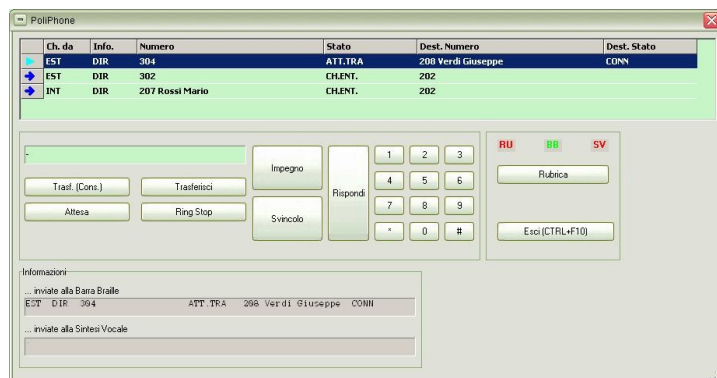 PoliPhone
Ch. da Info. Numero Stato Dest. Numero Dest. Stato
EST DIR 304 ATT.TRA 208 Verdi Giuseppe CONN
EST DIR 302 CH.ENT. 202
INT DIR 207 Rossi Mario CH.ENT. 202
-
Trasf. (Cons.) Trasferisci
Attesa Ring Stop
Impegno
Svincolo
Rispondi
1 2 3
4 5 6
7 8 9
* 0 #
RU BB SV
Rubrica
Esci (CTRL+F10)
Informazioni
... inviate alla Barra Braille
EST DIR 304 ATT.TRA 208 Verdi Giuseppe CONN
... inviate alla Sintesi Vocale